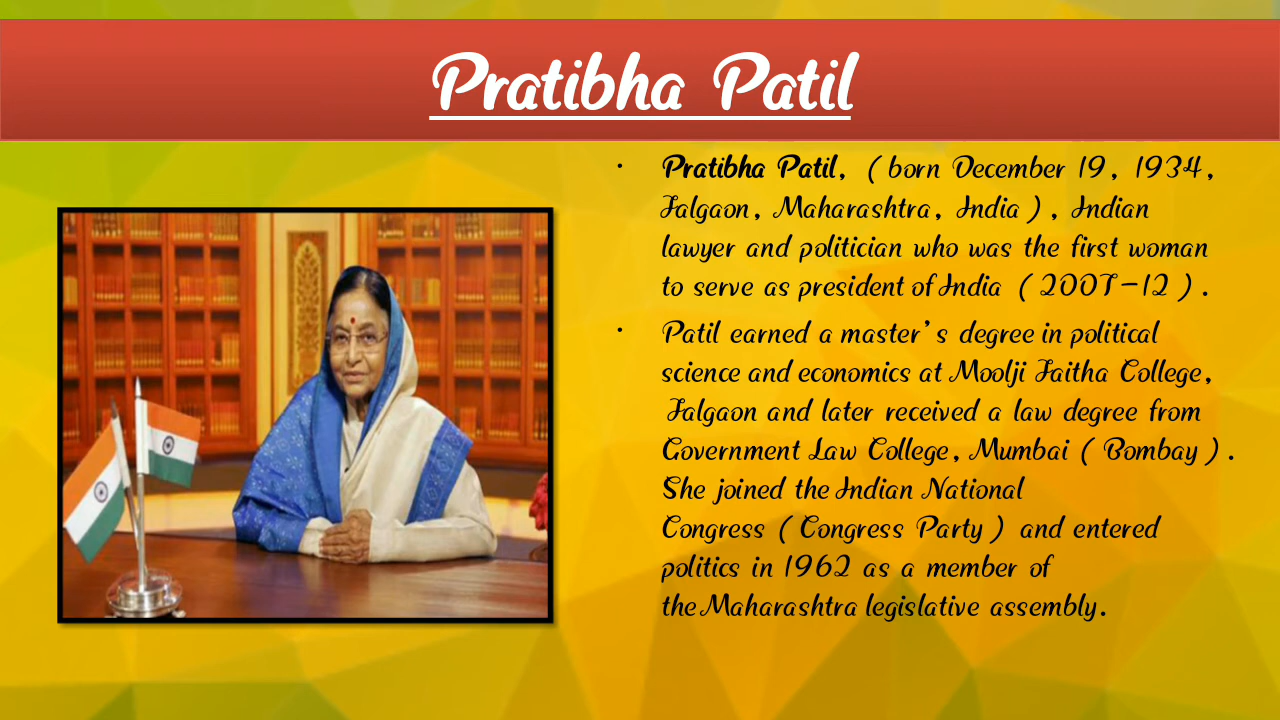 Pratibha Patil
• Pratibha Patil, (born December 19, 1934,
Jalgaon, Maharashtra, India), Indian
lawyer and politician who was the first woman
to serve as president of India (2007–12).
• Patil earned a master's degree in political
science and economics at Moolji Jaitha College,
Jalgaon and later received a law degree from
Government Law College, Mumbai (Bombay).
She joined the Indian National
Congress (Congress Party) and entered
politics in 1962 as a member of
the Maharashtra legislative assembly.